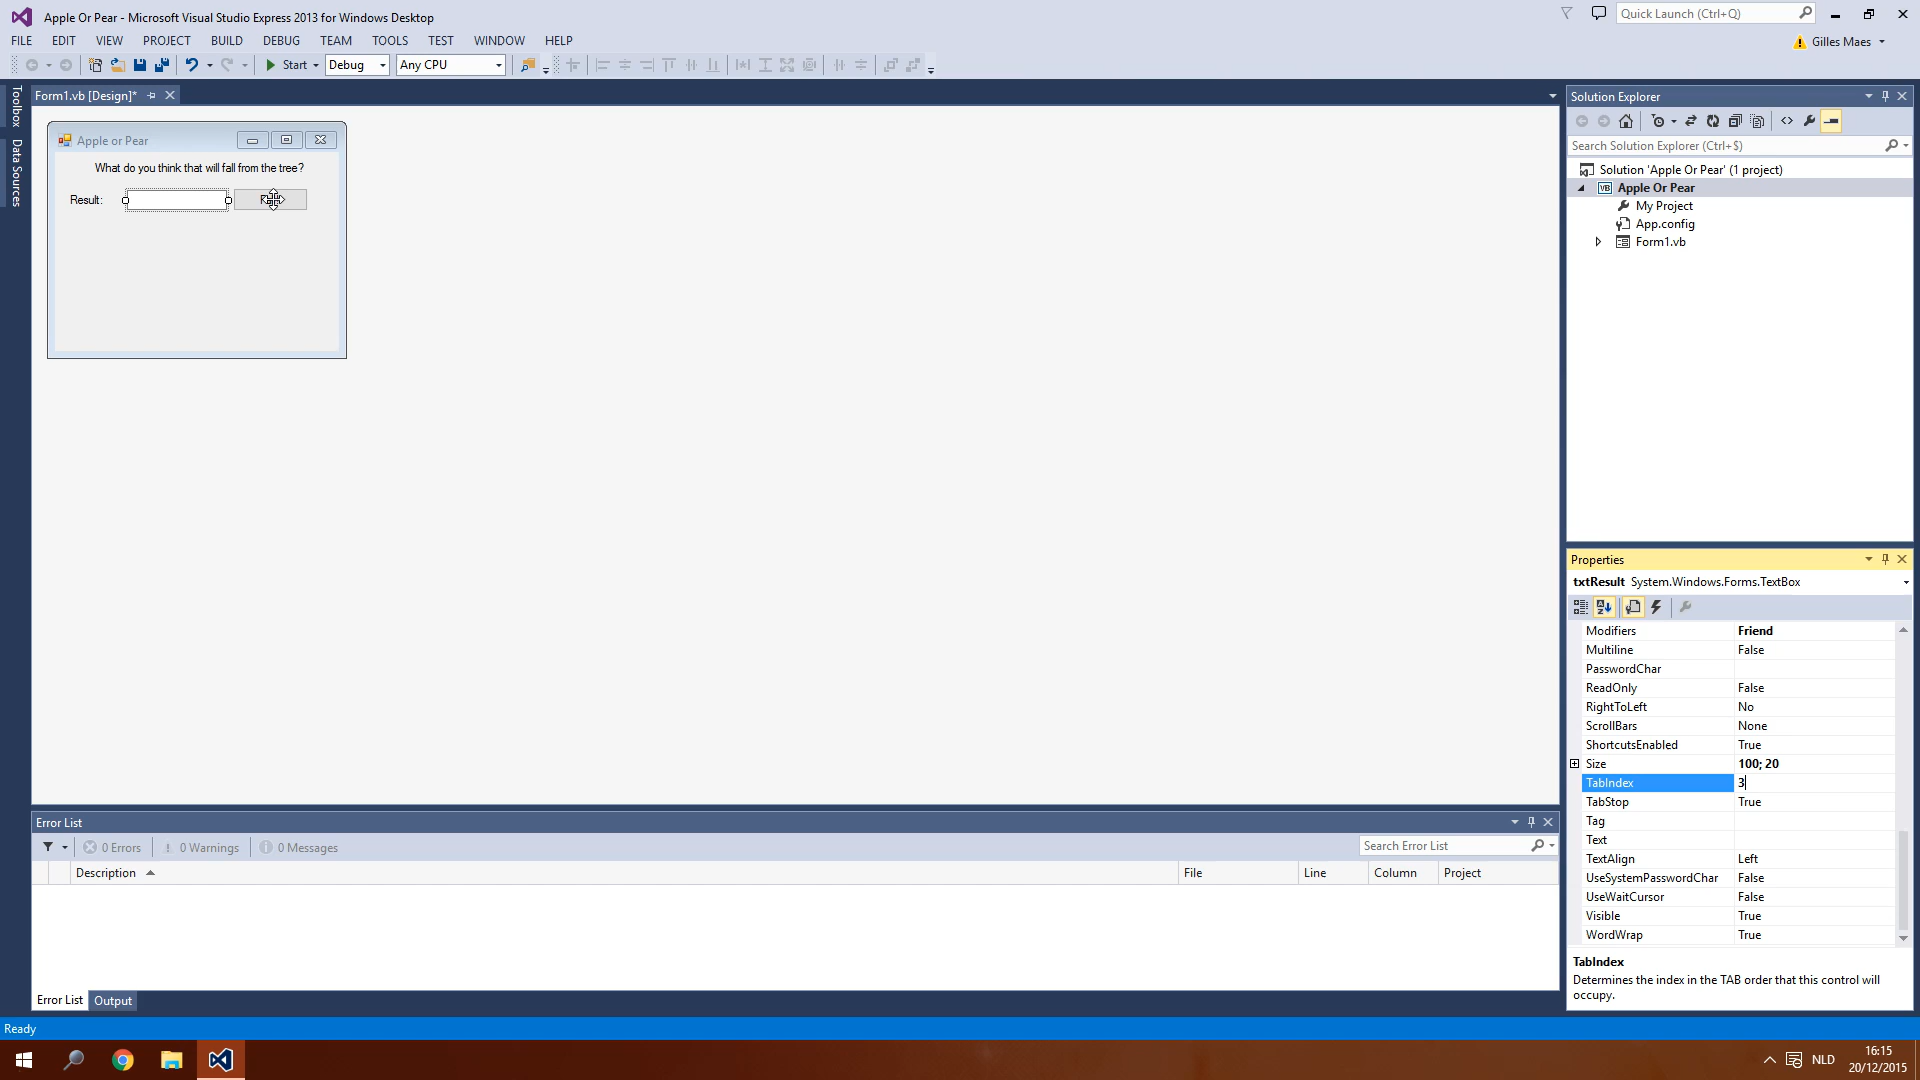 Apple Or Pear - Microsoft Visual Studio Express 2013 for Windows Desktop
Quick Launch (Ctrl+Q)
FILE EDIT VIEW PROJECT BUILD DEBUG TEAM TOOLS TEST WINDOW HELP
Gilles Maes
Start Debug Any CPU
Toolbox
Data Sources
Form1.vb [Design]*
Apple or Pear
What do you think that will fall from the tree?
Result:
Solution Explorer
Search Solution Explorer (Ctrl+$)
Solution 'Apple Or Pear' (1 project)
VB Apple Or Pear
My Project
App.config
Form1.vb
Properties
txtResult System.Windows.Forms.TextBox
Modifiers Friend
Multiline False
PasswordChar
ReadOnly False
RightToLeft No
ScrollBars None
ShortcutsEnabled True
Size 100; 20
TabIndex 3
TabStop True
Tag
Text
TextAlign Left
UseSystemPasswordChar False
UseWaitCursor False
Visible True
WordWrap True
TabIndex
Determines the index in the TAB order that this control will
occupy.
Error List
0 Errors 0 Warnings 0 Messages
Search Error List
Description File Line Column Project
Error List Output
Ready
NLD
16:15
20/12/2015